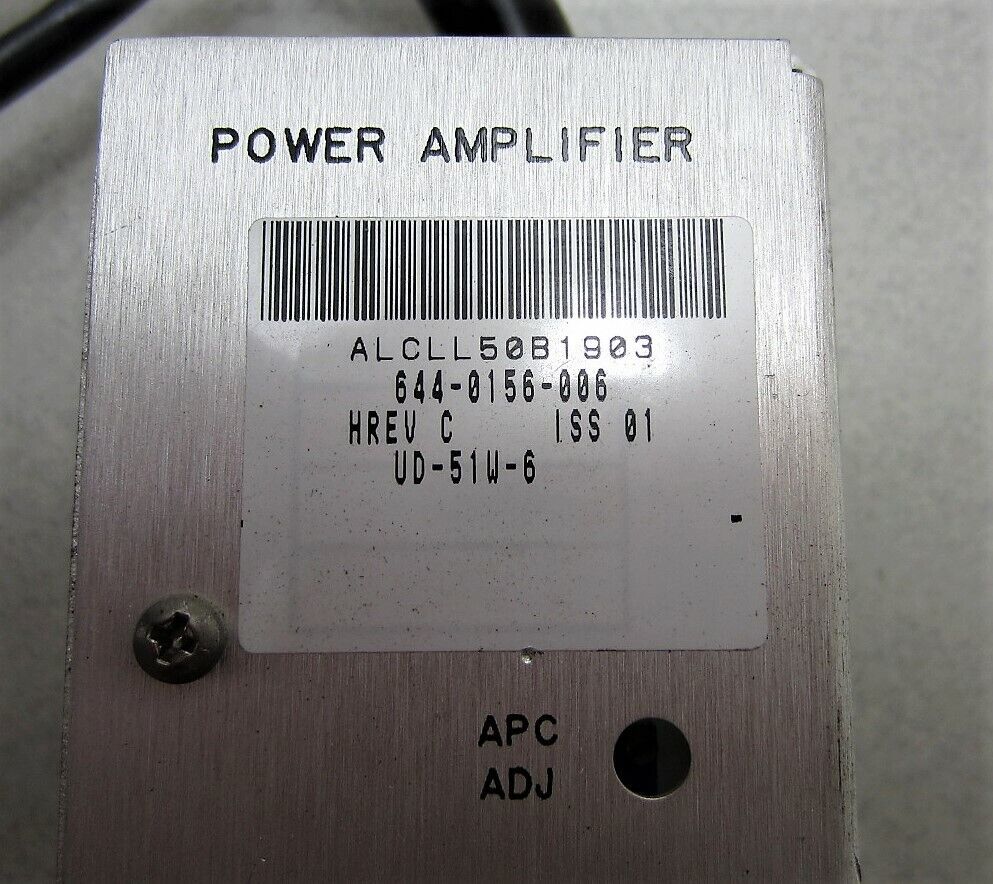 POWER AMPLIFIER
ALCLL50B1903
644-0156-006
HREV C ISS 01
UD-51W-6
APC
ADJ